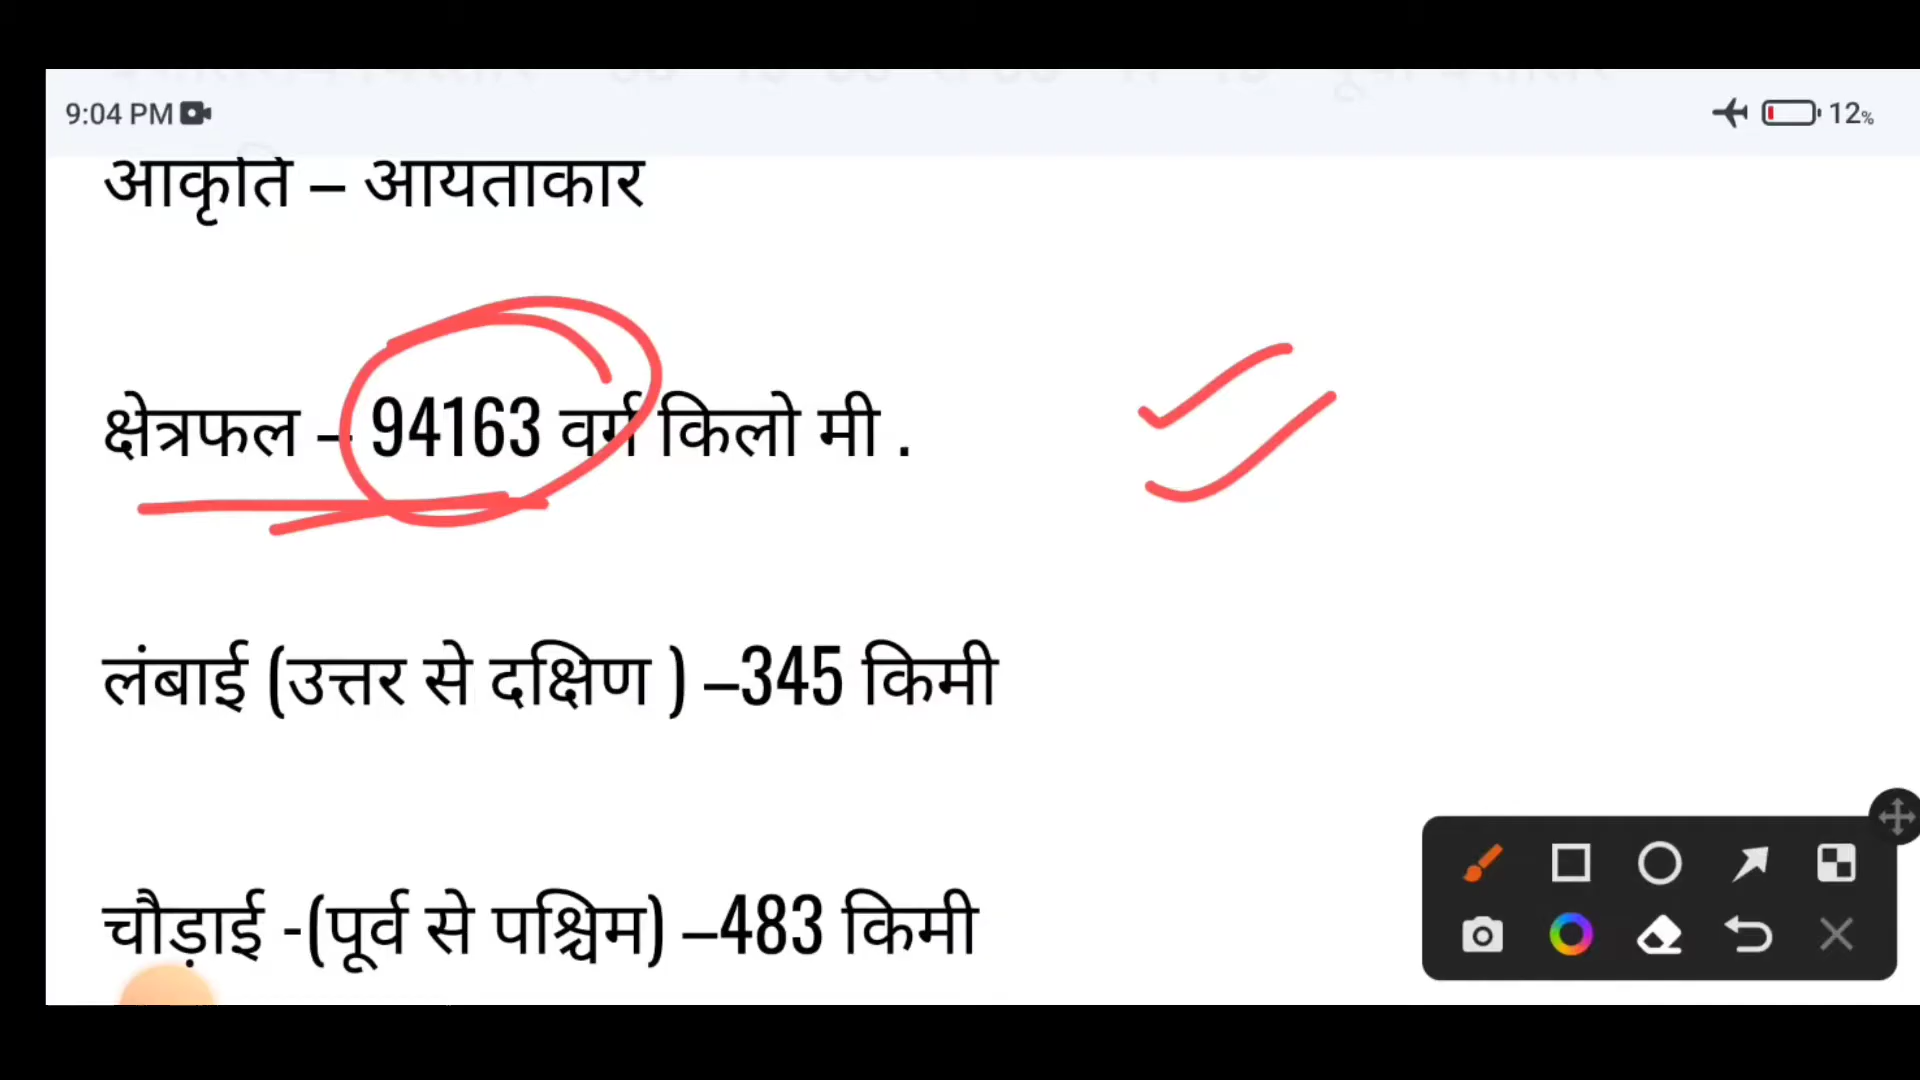 9:04 PM 12%
आकृति – आयताकार
क्षेत्रफल – 94163 वर्ग किलो मी .
लंबाई (उत्तर से दक्षिण ) –345 किमी
चौड़ाई -(पूर्व से पश्चिम) –483 किमी